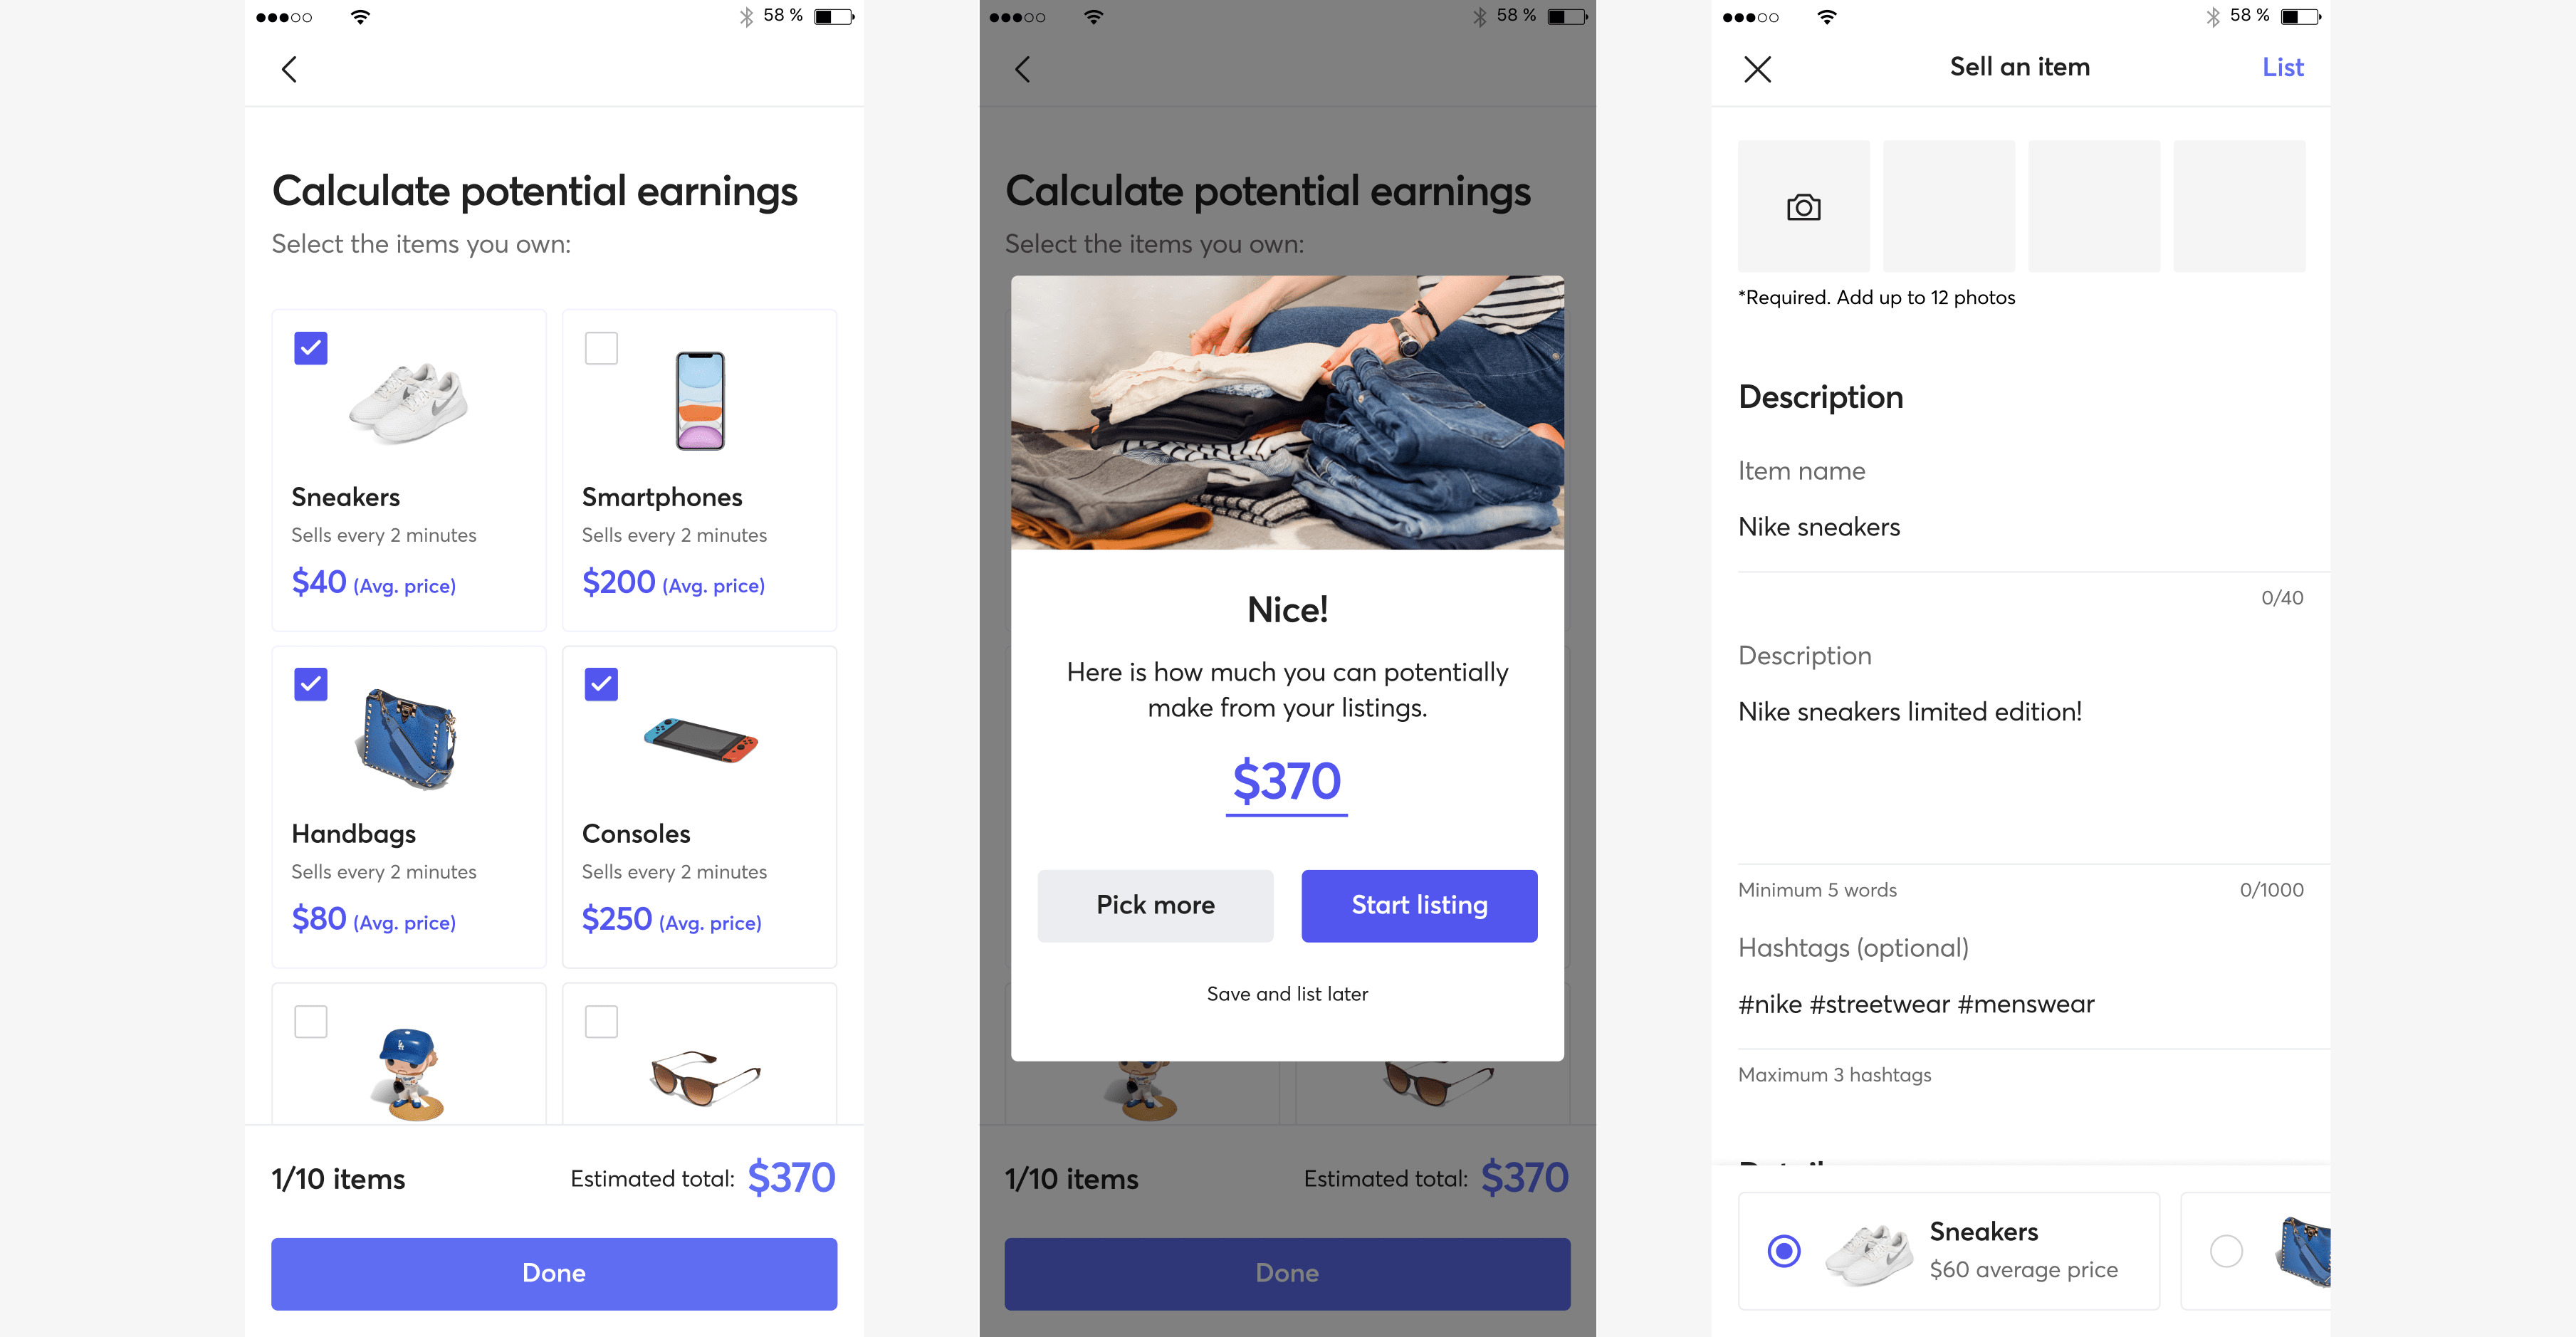 58 %
Calculate potential earnings
Select the items you own:
Sneakers
Sells every 2 minutes
$40 (Avg. price)
Smartphones
Sells every 2 minutes
$200 (Avg. price)
Handbags
Sells every 2 minutes
$80 (Avg. price)
Consoles
Sells every 2 minutes
$250 (Avg. price)
1/10 items
Estimated total: $370
Done
58 %
Calculate potential earnings
Select the items you own:
Nice!
Here is how much you can potentially
make from your listings.
$370
Pick more
Start listing
Save and list later
1/10 items
Estimated total: $370
Done
58 %
Sell an item
List
*Required. Add up to 12 photos
Description
Item name
Nike sneakers
0/40
Description
Nike sneakers limited edition!
Minimum 5 words
0/1000
Hashtags (optional)
#nike #streetwear #menswear
Maximum 3 hashtags
Sneakers
$60 average price